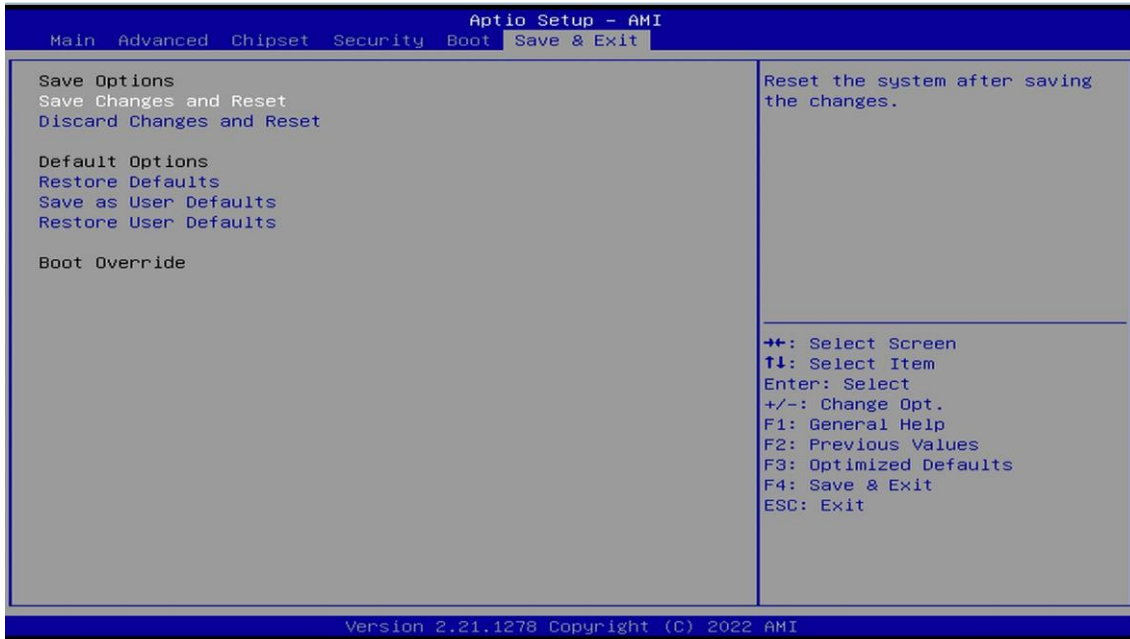 Aptio Setup – AMI
Main Advanced Chipset Security Boot Save & Exit
Save Options
Save Changes and Reset
Discard Changes and Reset
Default Options
Restore Defaults
Save as User Defaults
Restore User Defaults
Boot Override
Reset the system after saving
the changes.
→←: Select Screen
↑↓: Select Item
Enter: Select
+/-: Change Opt.
F1: General Help
F2: Previous Values
F3: Optimized Defaults
F4: Save & Exit
ESC: Exit
Version 2.21.1278 Copyright (C) 2022 AMI